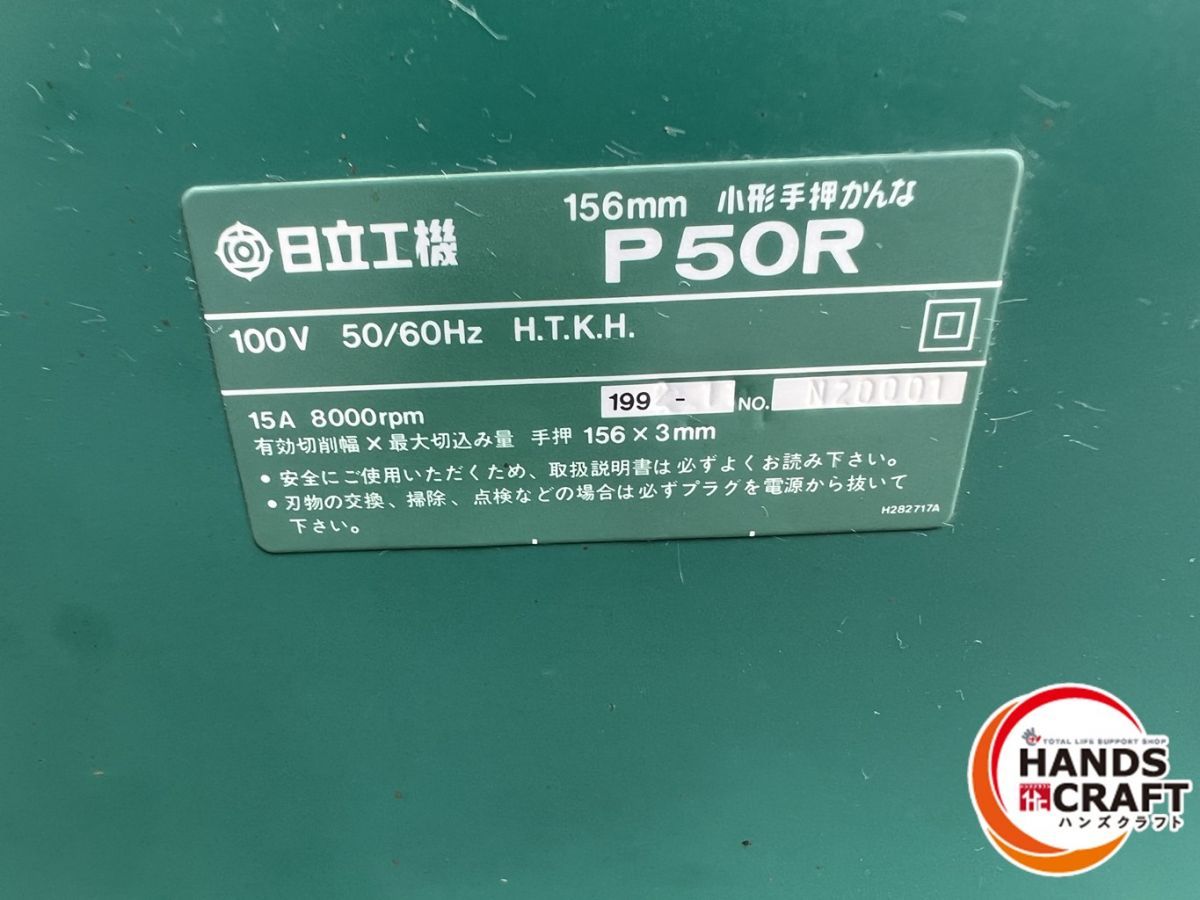 日立工機
156mm 小形手押かんな
P50R
100V 50/60Hz H.T.K.H.
15A 8000rpm
199 - 1 NO. N20001
有効切削幅×最大切込み量 手押 156×3mm
• 安全にご使用いただくため、取扱説明書は必ずよくお読み下さい。
• 刃物の交換、掃除、点検などの場合は必ずプラグを電源から抜いて
下さい。
H282717A
TOTAL LIFE SUPPORT SHOP
HANDS
CRAFT
ハンズクラフト